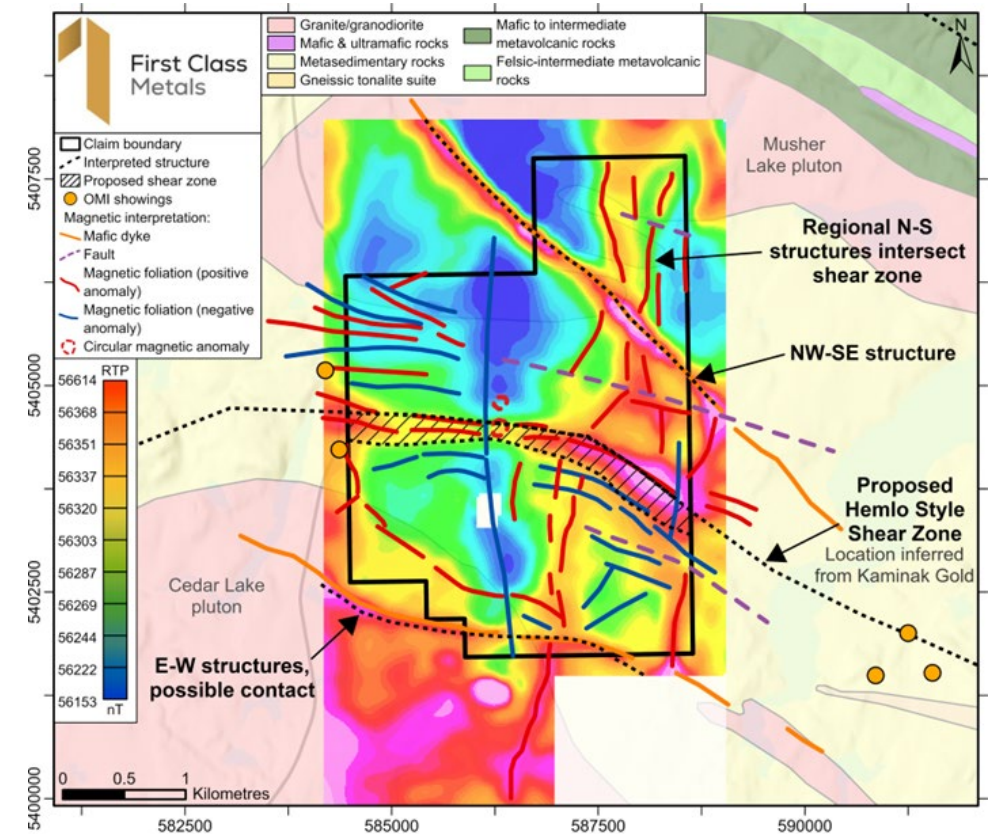 First Class
Metals
Granite/granodiorite
Mafic & ultramafic rocks
Metasedimentary rocks
Gneissic tonalite suite
Mafic to intermediate
metavolcanic rocks
Felsic-intermediate metavolcanic
rocks
N
Claim boundary
Interpreted structure
Proposed shear zone
OMI showings
Magnetic interpretation:
Mafic dyke
Fault
Magnetic foliation (positive
anomaly)
Magnetic foliation (negative
anomaly)
Circular magnetic anomaly
RTP
56614
56368
56351
56337
56320
56303
56287
56269
56244
56222
56153
nT
Musher
Lake pluton
Regional N-S
structures intersect
shear zone
NW-SE structure
Proposed
Hemlo Style
Shear Zone
Location inferred
from Kaminak Gold
Cedar Lake
pluton
E-W structures,
possible contact
0 0.5 1
Kilometres
5407500
5405000
5402500
5400000
582500 585000 587500 590000